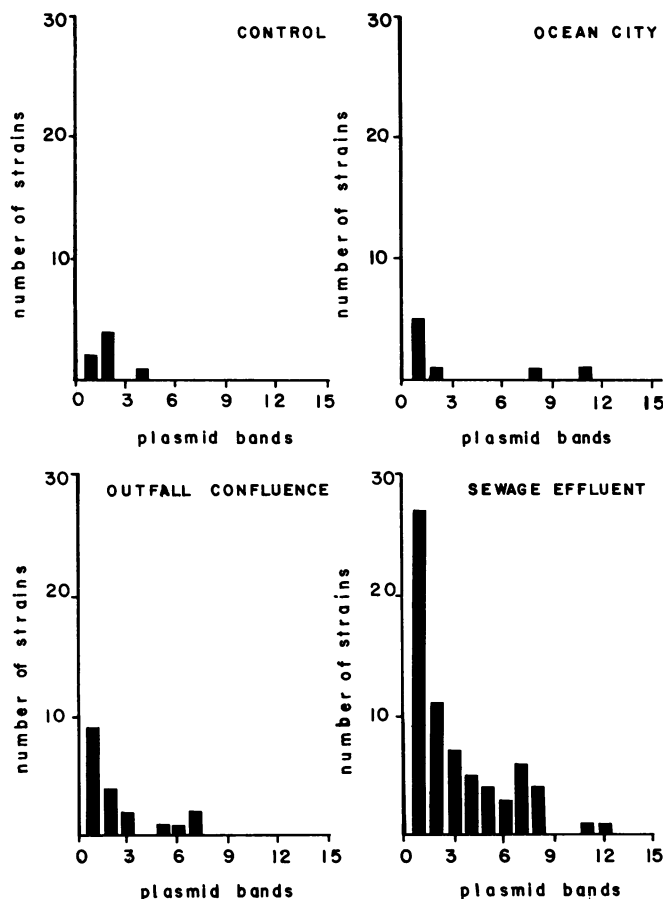 CONTROL
30
20
10
number of strains
0 3 6 9 12 15
plasmid bands
OCEAN CITY
30
20
10
number of strains
0 3 6 9 12 15
plasmid bands
OUTFALL CONFLUENCE
30
20
10
number of strains
0 3 6 9 12 15
plasmid bands
SEWAGE EFFLUENT
30
20
10
number of strains
0 3 6 9 12 15
plasmid bands